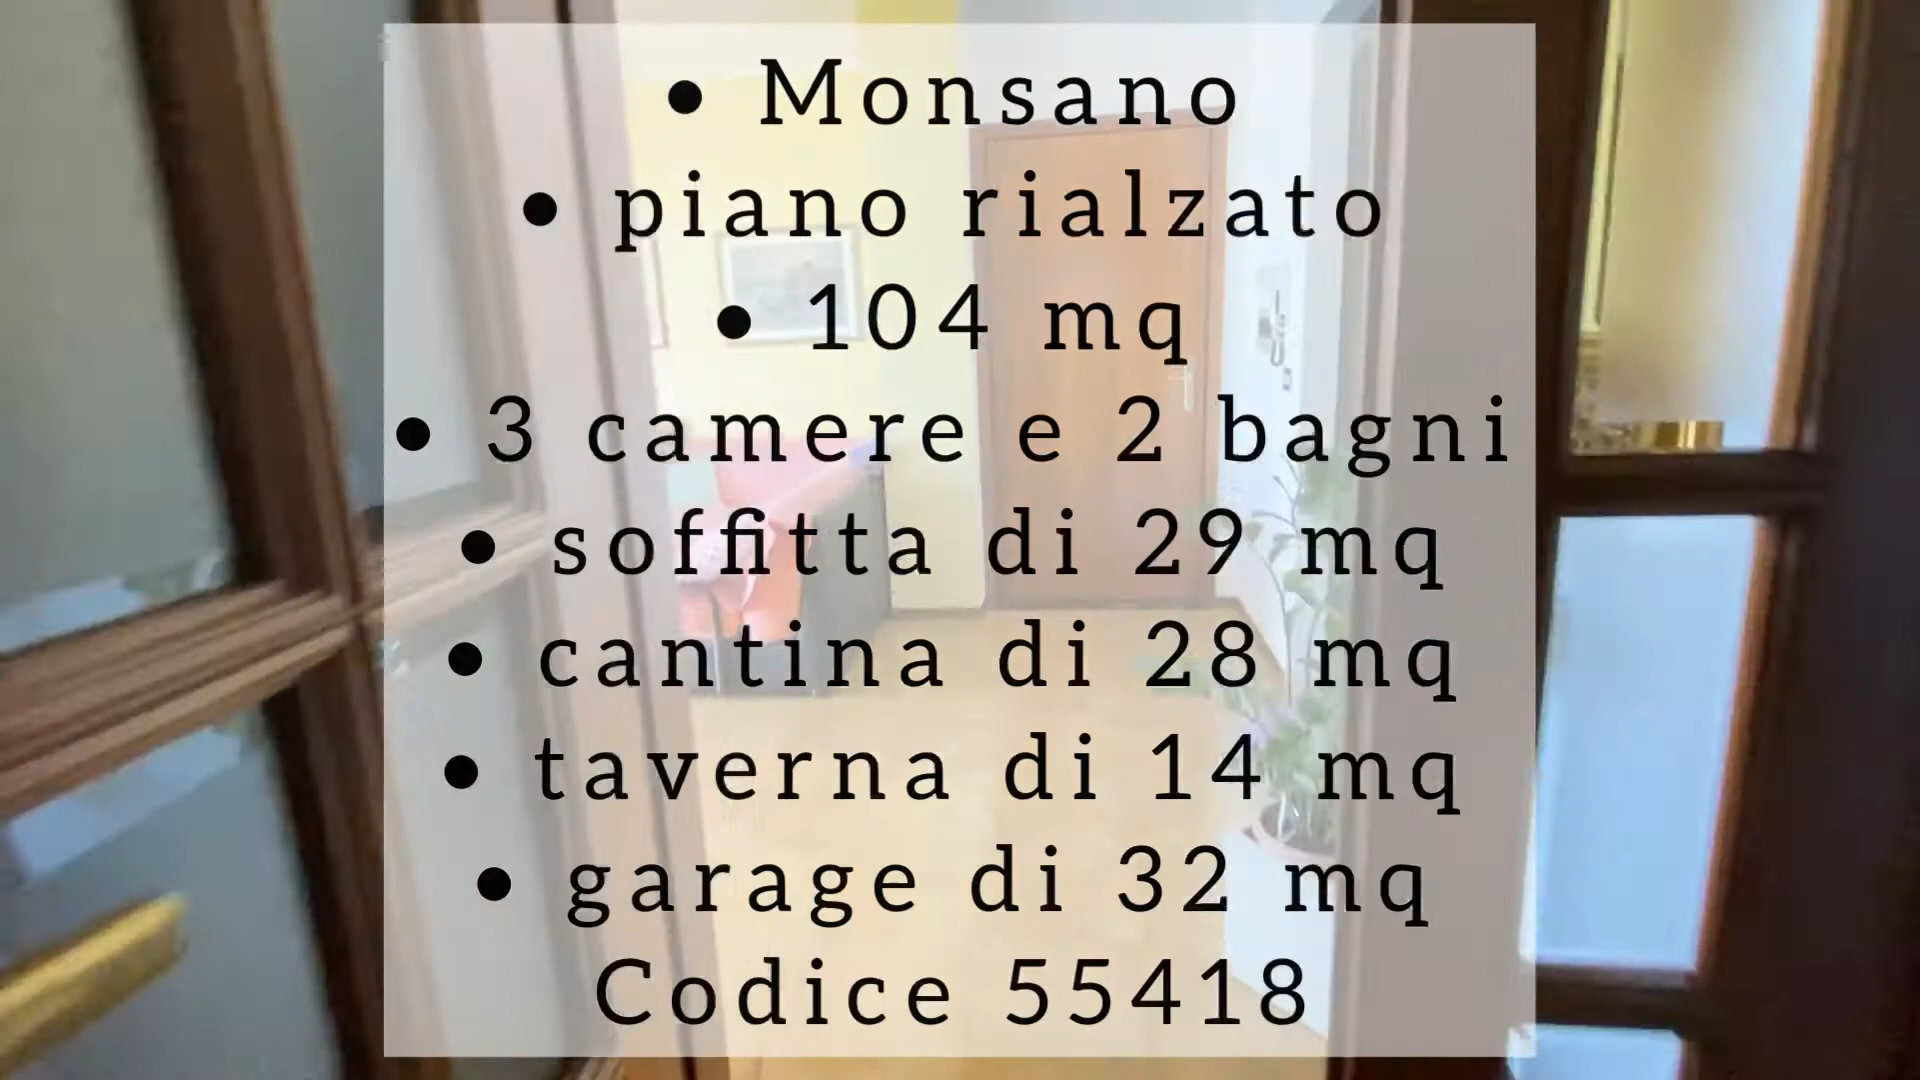 • Monsano
• piano rialzato
• 104 mq
• 3 camere e 2 bagni
• soffitta di 29 mq
• cantina di 28 mq
• taverna di 14 mq
• garage di 32 mq
Codice 55418